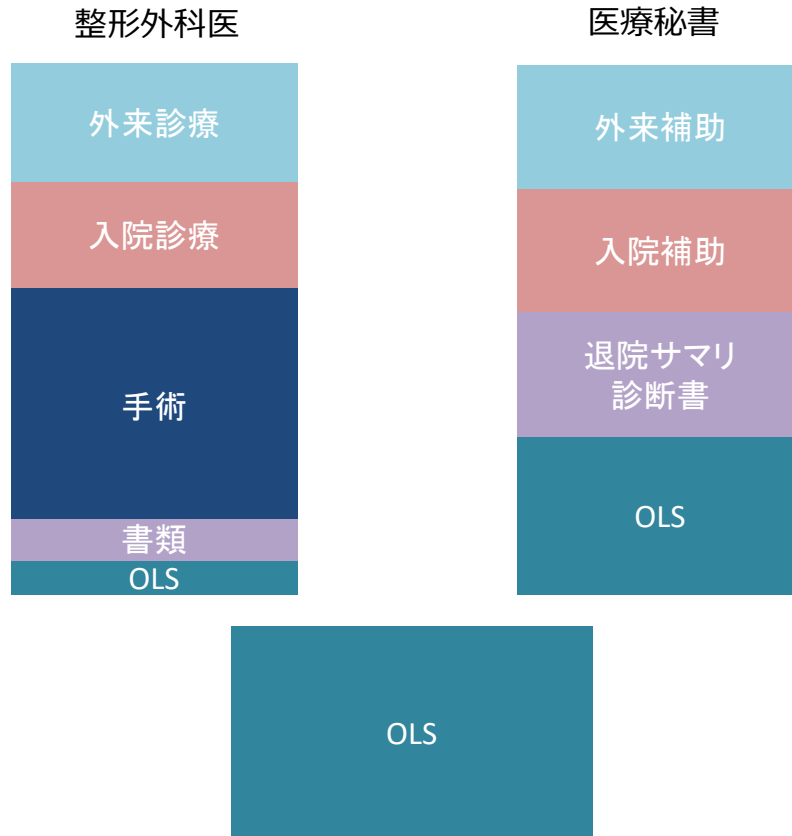 整形外科医
外来診療
入院診療
手術
書類
OLS
医療秘書
外来補助
入院補助
退院サマリ
診断書
OLS
OLS